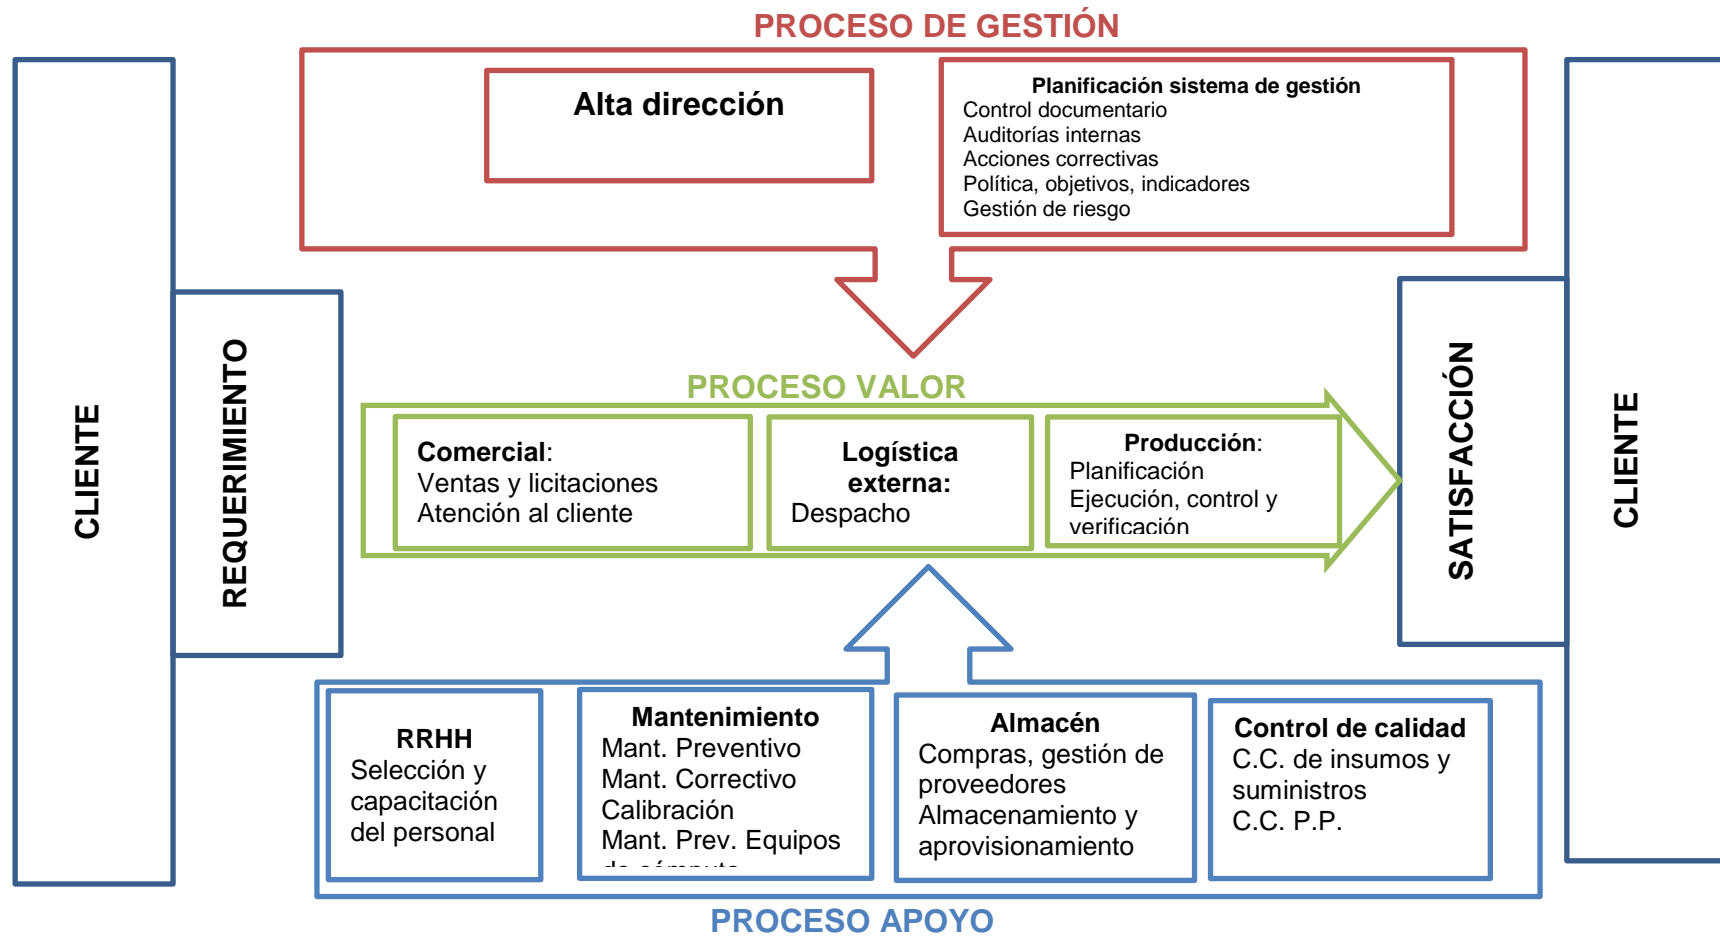 PROCESO DE GESTIÓN
Alta dirección
Planificación sistema de gestión
Control documentario
Auditorías internas
Acciones correctivas
Política, objetivos, indicadores
Gestión de riesgo
CLIENTE
REQUERIMIENTO
PROCESO VALOR
Comercial:
Ventas y licitaciones
Atención al cliente
Logística
externa:
Despacho
Producción:
Planificación
Ejecución, control y
verificación
SATISFACCIÓN
CLIENTE
RRHH
Selección y
capacitación
del personal
Mantenimiento
Mant. Preventivo
Mant. Correctivo
Calibración
Mant. Prev. Equipos
Almacén
Compras, gestión de
proveedores
Almacenamiento y
aprovisionamiento
Control de calidad
C.C. de insumos y
suministros
C.C. P.P.
PROCESO APOYO